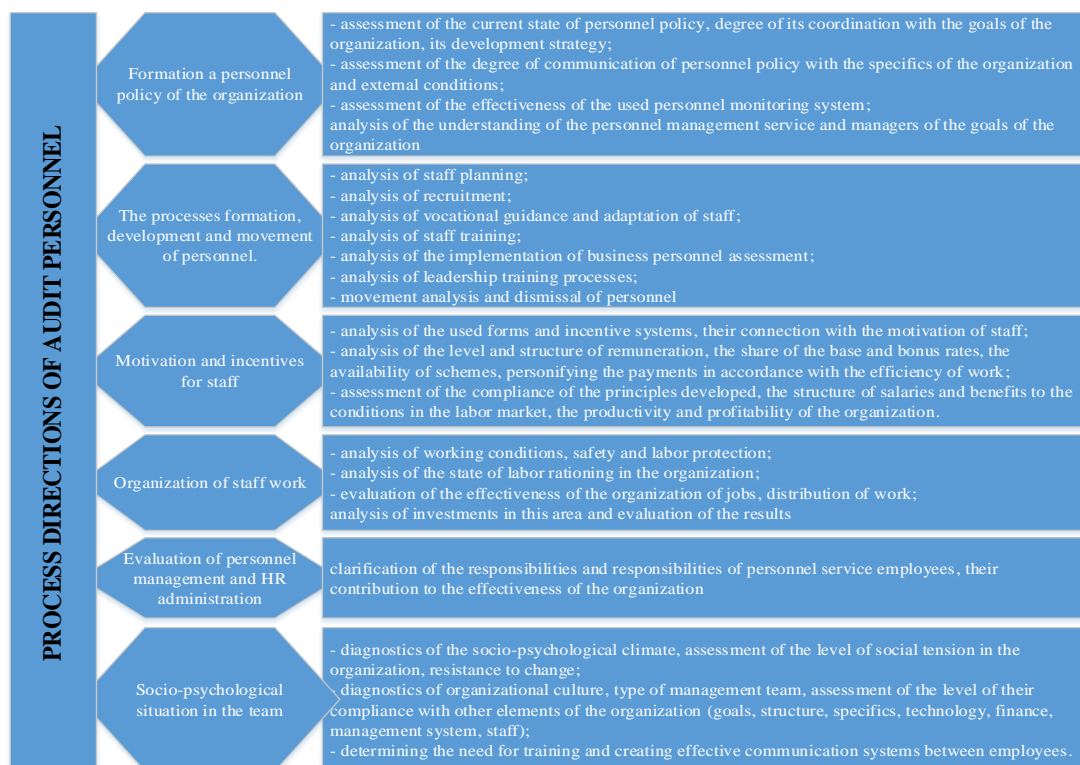 PROCESS DIRECTIONS OF AUDIT PERSONNEL
Formation a personnel
policy of the organization
- assessment of the current state of personnel policy, degree of its coordination with the goals of the
organization, its development strategy;
- assessment of the degree of communication of personnel policy with the specifics of the organization
and external conditions;
- assessment of the effectiveness of the used personnel monitoring system;
analysis of the understanding of the personnel management service and managers of the goals of the
organization
The processes formation,
development and movement
of personnel.
- analysis of staff planning;
- analysis of recruitment;
- analysis of vocational guidance and adaptation of staff;
- analysis of staff training;
- analysis of the implementation of business personnel assessment;
- analysis of leadership training processes;
- movement analysis and dismissal of personnel
Motivation and incentives
for staff
- analysis of the used forms and incentive systems, their connection with the motivation of staff;
- analysis of the level and structure of remuneration, the share of the base and bonus rates, the
availability of schemes, personifying the payments in accordance with the efficiency of work;
- assessment of the compliance of the principles developed, the structure of salaries and benefits to the
conditions in the labor market, the productivity and profitability of the organization.
Organization of staff work
- analysis of working conditions, safety and labor protection;
- analysis of the state of labor rationing in the organization;
- evaluation of the effectiveness of the organization of jobs, distribution of work;
analysis of investments in this area and evaluation of the results
Evaluation of personnel
management and HR
administration
clarification of the responsibilities and responsibilities of personnel service employees, their
contribution to the effectiveness of the organization
Socio-psychological
situation in the team
- diagnostics of the socio-psychological climate, assessment of the level of social tension in the
organization, resistance to change;
- diagnostics of organizational culture, type of management team, assessment of the level of their
compliance with other elements of the organization (goals, structure, specifics, technology, finance,
management system, staff);
- determining the need for training and creating effective communication systems between employees.